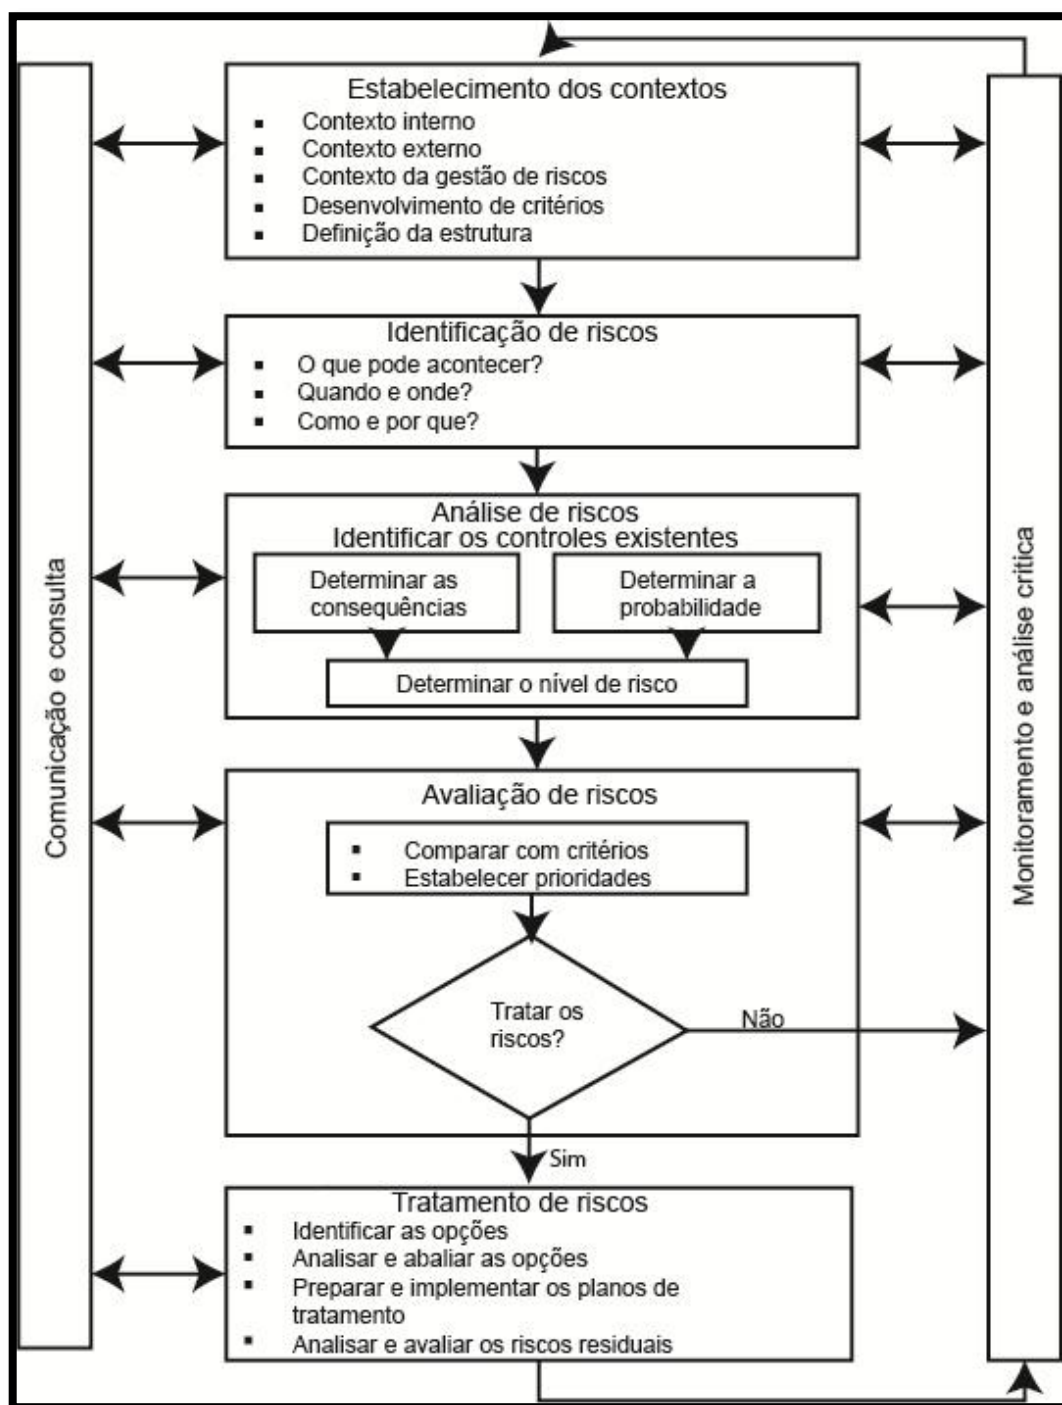 Estabelecimento dos contextos
▪ Contexto interno
▪ Contexto externo
▪ Contexto da gestão de riscos
▪ Desenvolvimento de critérios
▪ Definição da estrutura
Identificação de riscos
▪ O que pode acontecer?
▪ Quando e onde?
▪ Como e por que?
Análise de riscos
Identificar os controles existentes
Determinar as
consequências
Determinar a
probabilidade
Determinar o nível de risco
Avaliação de riscos
▪ Comparar com critérios
▪ Estabelecer prioridades
Tratar os
riscos?
Não
Sim
Tratamento de riscos
▪ Identificar as opções
▪ Analisar e abaliar as opções
▪ Preparar e implementar os planos de
tratamento
▪ Analisar e avaliar os riscos residuais
Comunicação e consulta
Monitoramento e análise critica